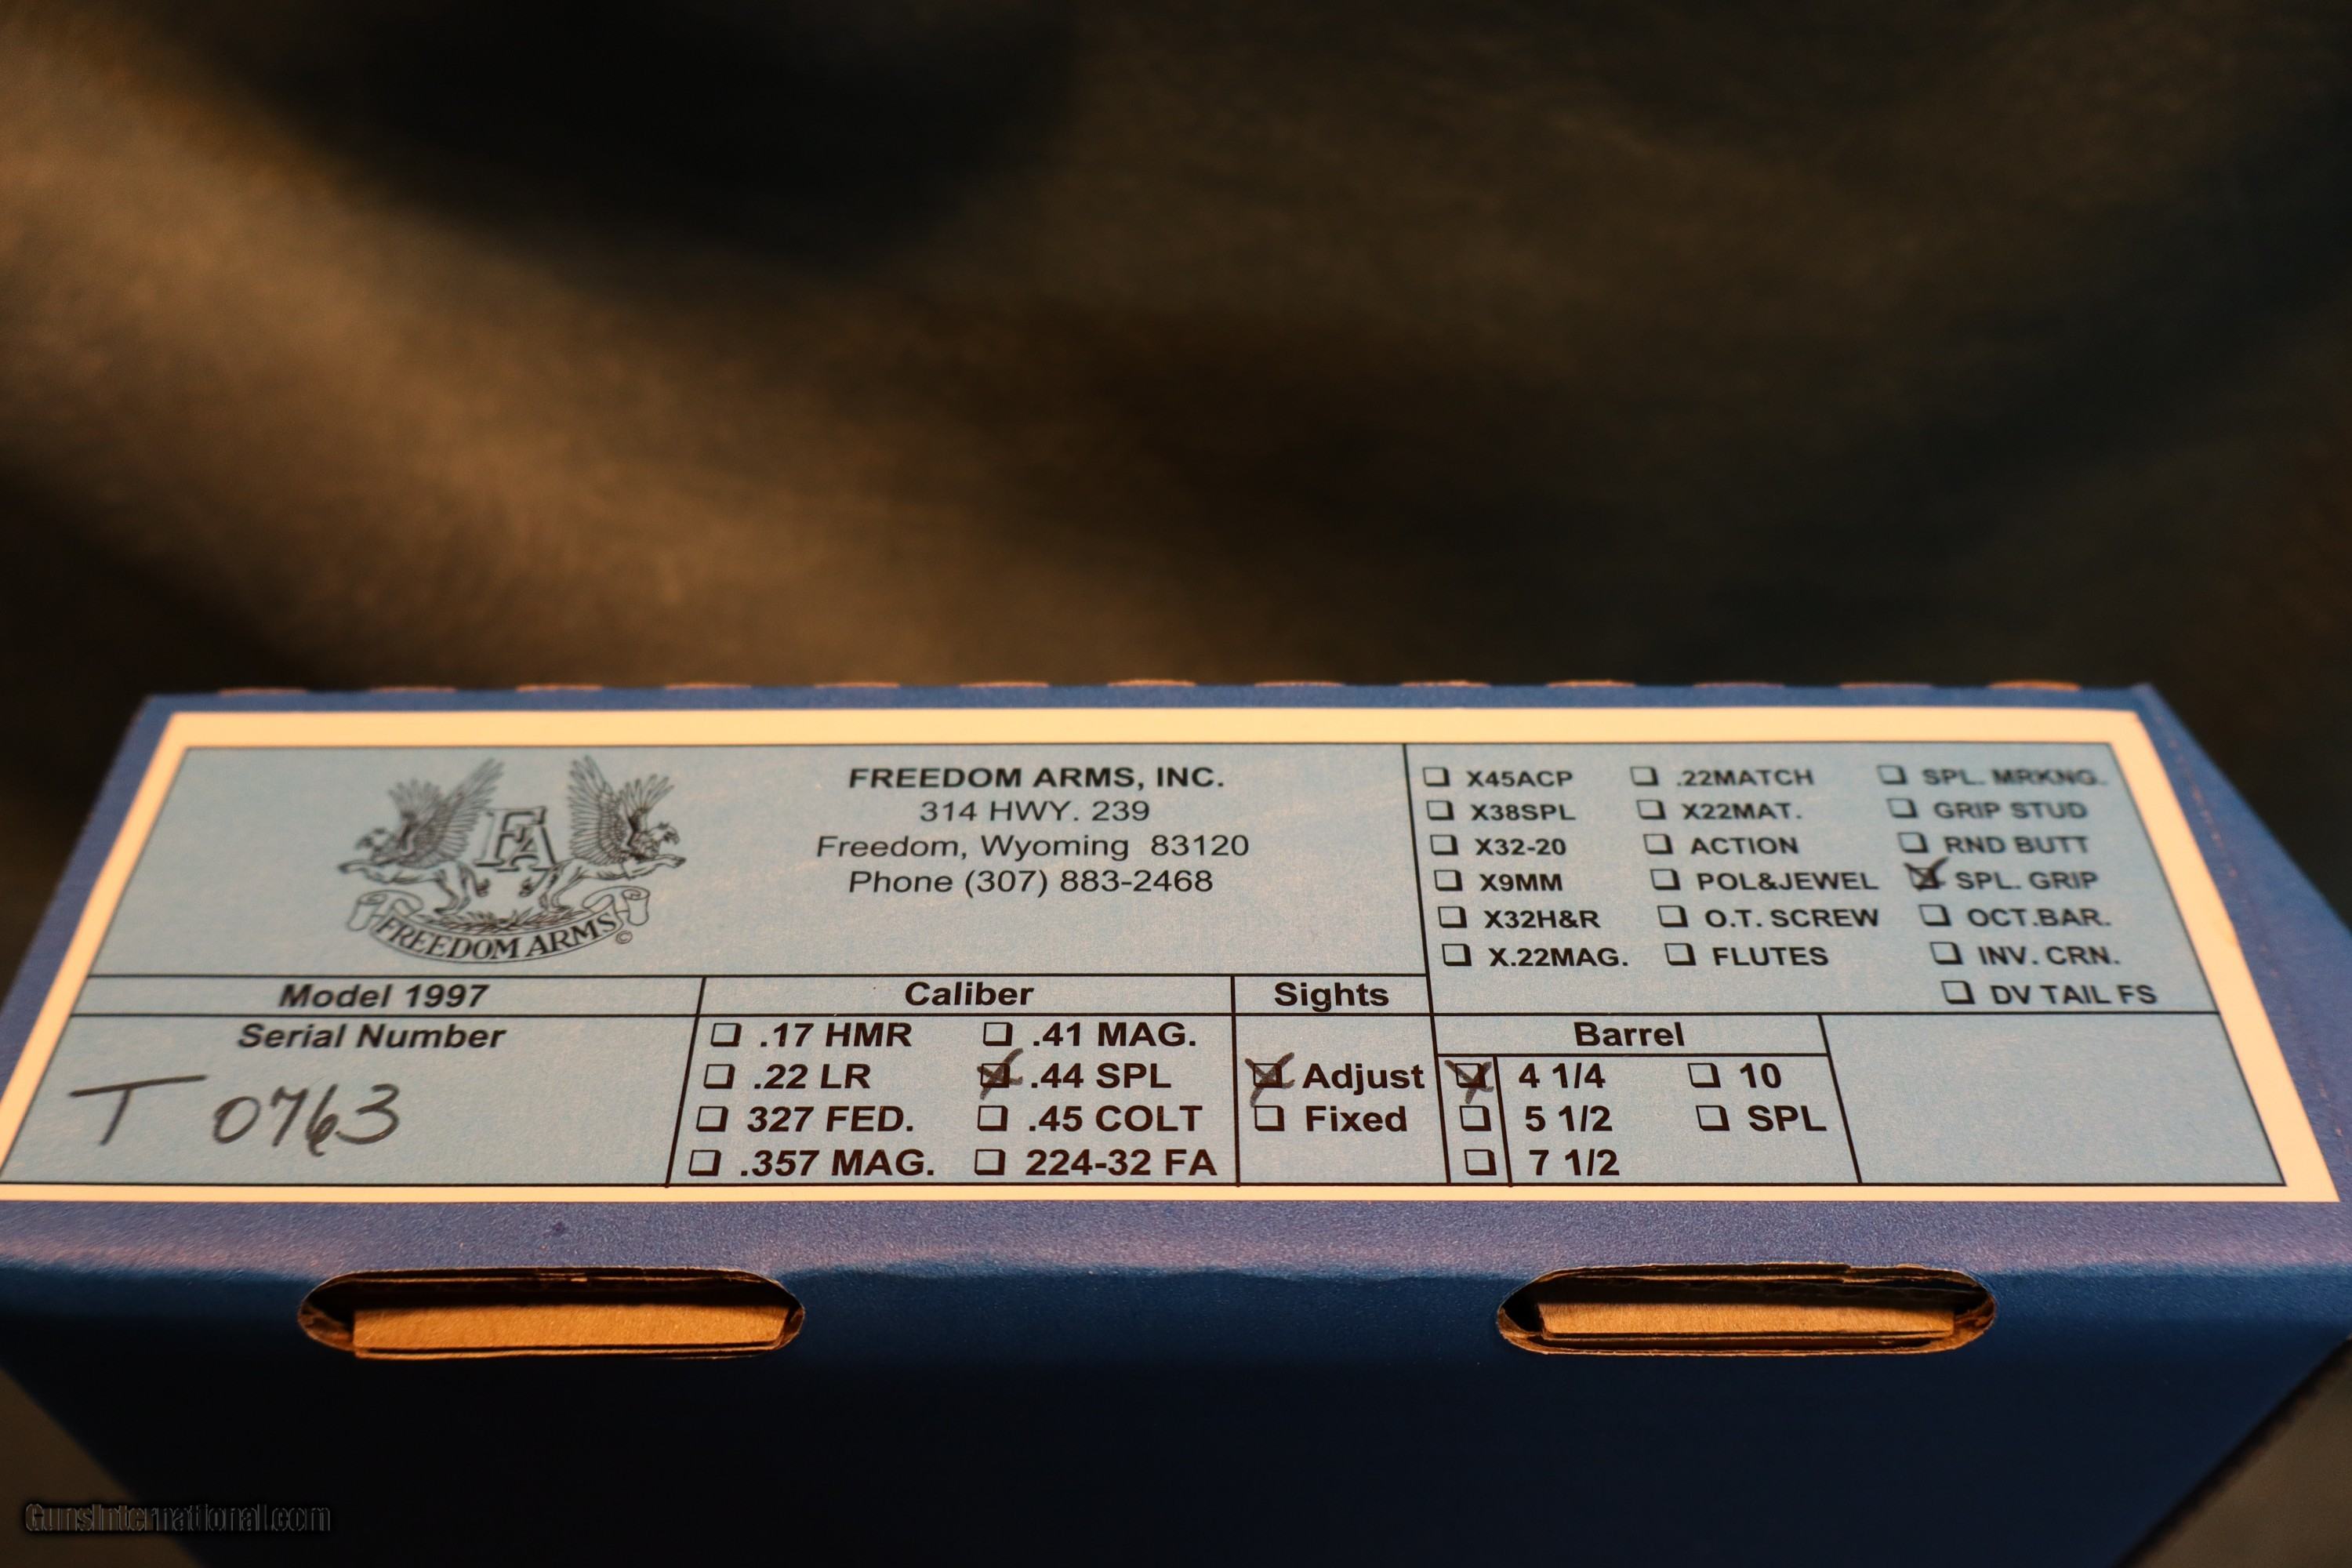 FA
FREEDOM ARMS©
FREEDOM ARMS, INC.
314 HWY. 239
Freedom, Wyoming 83120
Phone (307) 883-2468
X45ACP .22MATCH SPL. MRKNG.
X38SPL X22MAT. GRIP STUD
X32-20 ACTION RND BUTT
X9MM POL&JEWEL SPL. GRIP
X32H&R O.T. SCREW OCT.BAR.
X.22MAG. FLUTES INV. CRN.
DV TAIL FS
Model 1997
Serial Number
T 0763
Caliber
.17 HMR .41 MAG.
.22 LR .44 SPL
327 FED. .45 COLT
.357 MAG. 224-32 FA
Sights
Adjust
Fixed
Barrel
4 1/4 10
5 1/2 SPL
7 1/2
GunsInternational.com